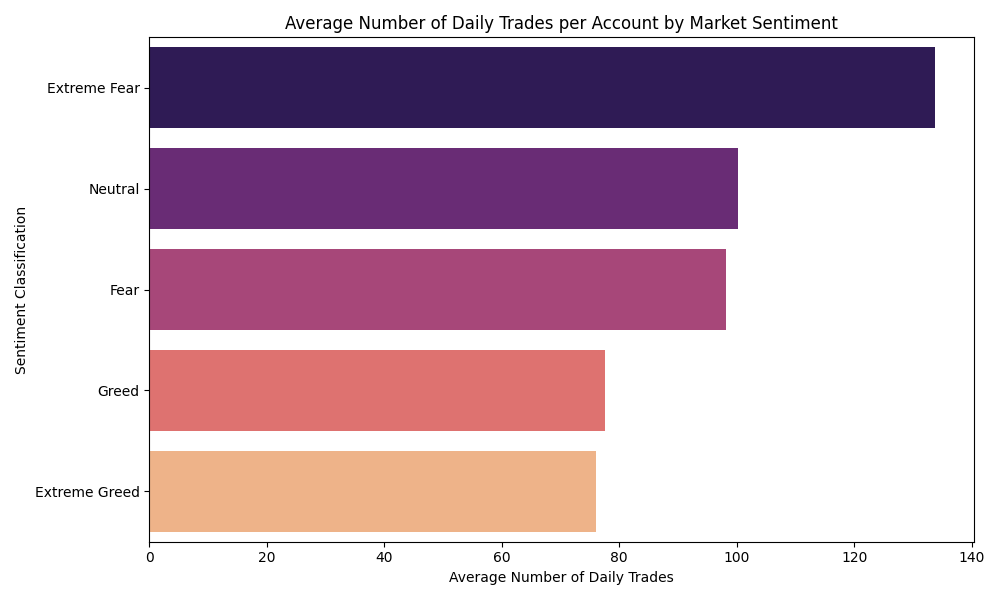 Average Number of Daily Trades per Account by Market Sentiment
Sentiment Classification
Extreme Fear
Neutral
Fear
Greed
Extreme Greed
0 20 40 60 80 100 120 140
Average Number of Daily Trades